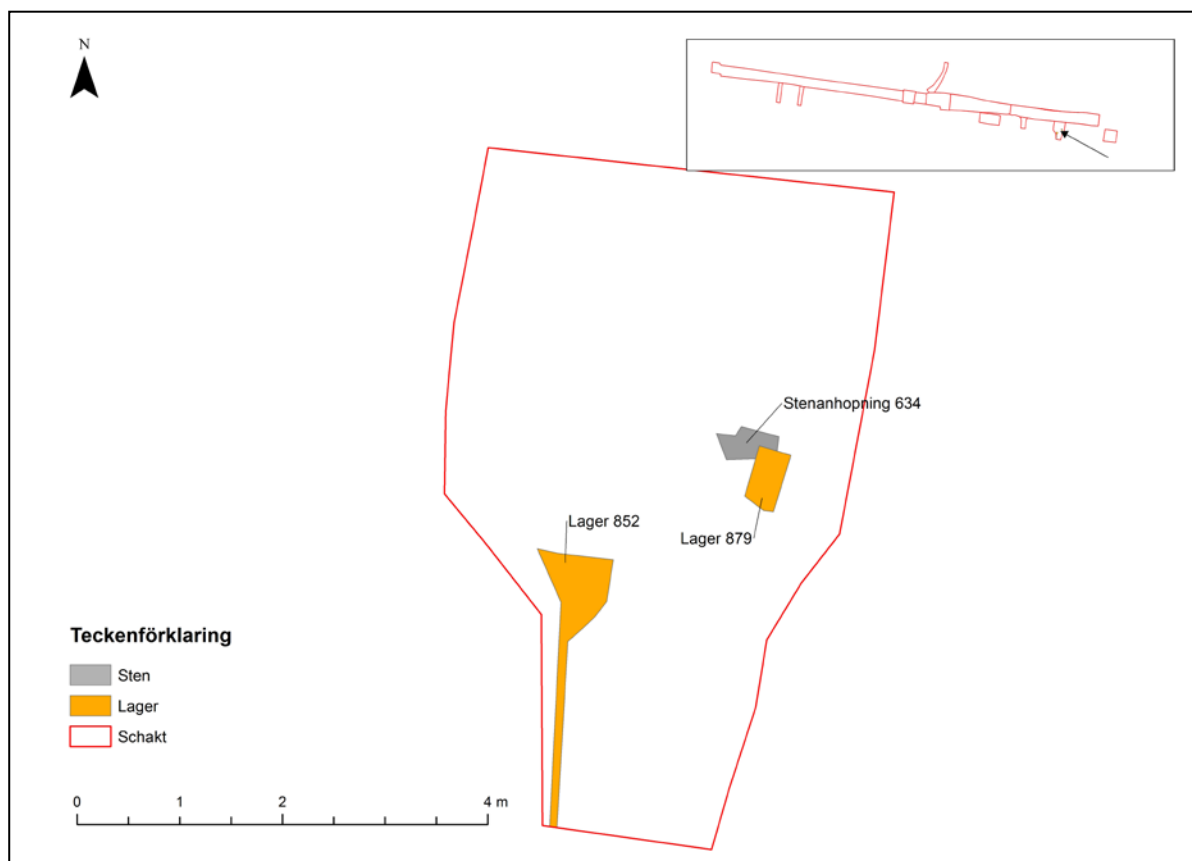 N
Stenanhopning 634
Lager 852
Lager 879
Teckenförklaring
Sten
Lager
Schakt
0 1 2 4 m